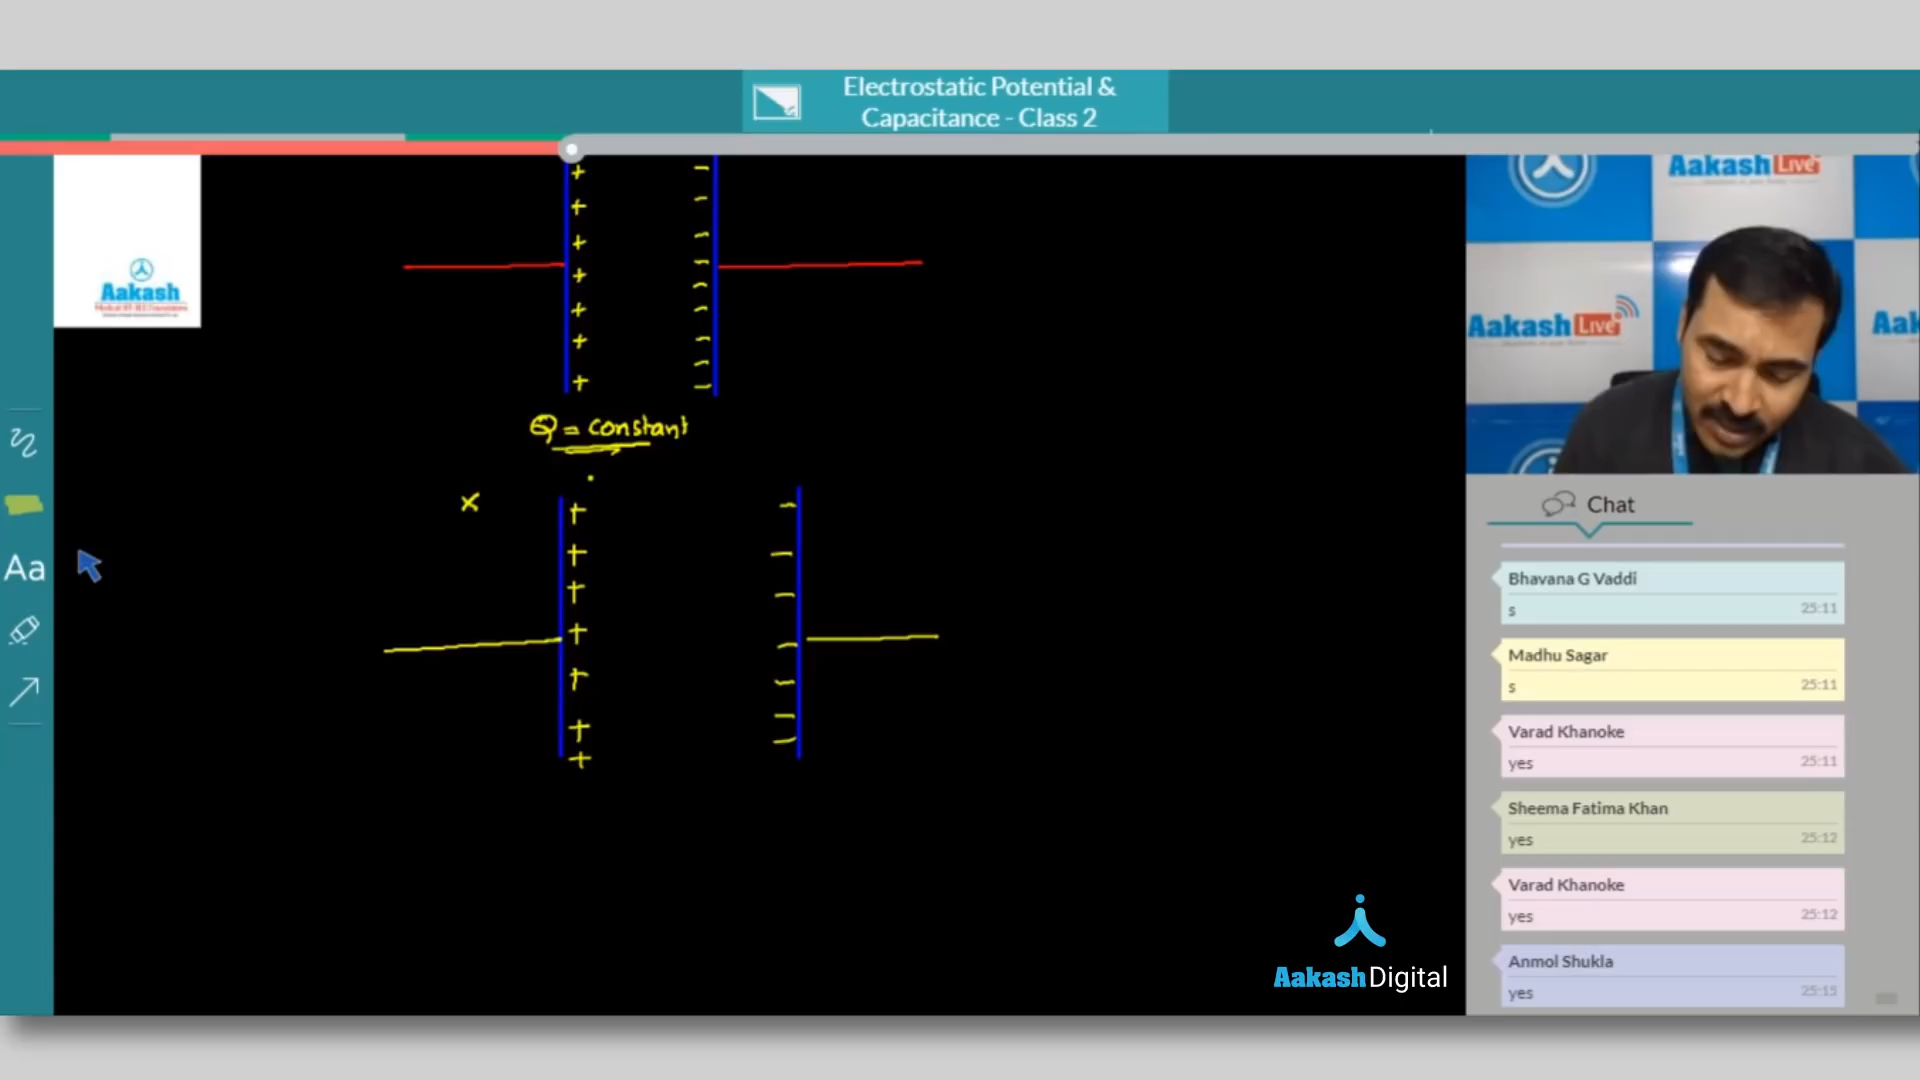 Electrostatic Potential &
Capacitance - Class 2
Aakash
Aakash Live
Aakash Live
Aak
Q = constant
x
Aa
Chat
Bhavana G Vaddi
s 25:11
Madhu Sagar
s 25:11
Varad Khanoke
yes 25:11
Sheema Fatima Khan
yes 25:12
Varad Khanoke
yes 25:12
Anmol Shukla
yes 25:15
Aakash Digital